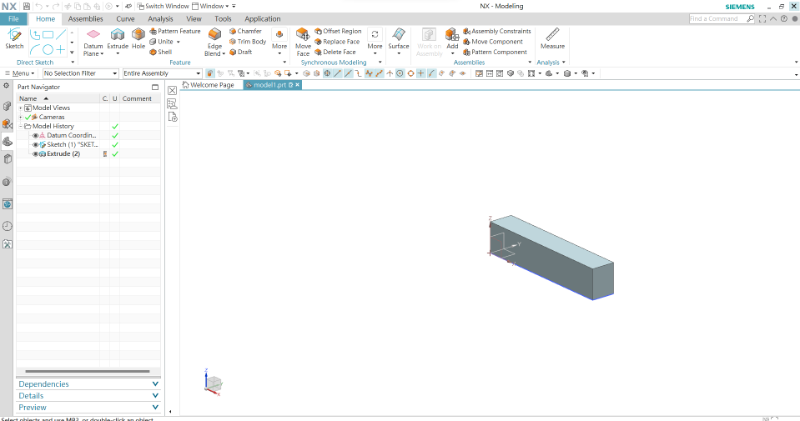 NX
Switch Window
Window
NX - Modeling
SIEMENS
File
Home
Assemblies
Curve
Analysis
View
Tools
Application
Find a Command
Sketch
Direct Sketch
Datum Plane
Extrude
Hole
Pattern Feature
Unite
Shell
Edge Blend
Chamfer
Trim Body
Draft
More
Feature
Move Face
Offset Region
Replace Face
Delete Face
More
Synchronous Modeling
Surface
Work on Assembly
Add
Assembly Constraints
Move Component
Pattern Component
Assemblies
Measure
Analysis
Menu
No Selection Filter
Entire Assembly
Part Navigator
Welcome Page
model1.prt
Name
C.
U
Comment
Model Views
Cameras
Model History
Datum Coordin...
Sketch (1) "SKET...
Extrude (2)
Z
Y
Z
X
Dependencies
Details
Preview
Select objects and use MB3, or double-click an object